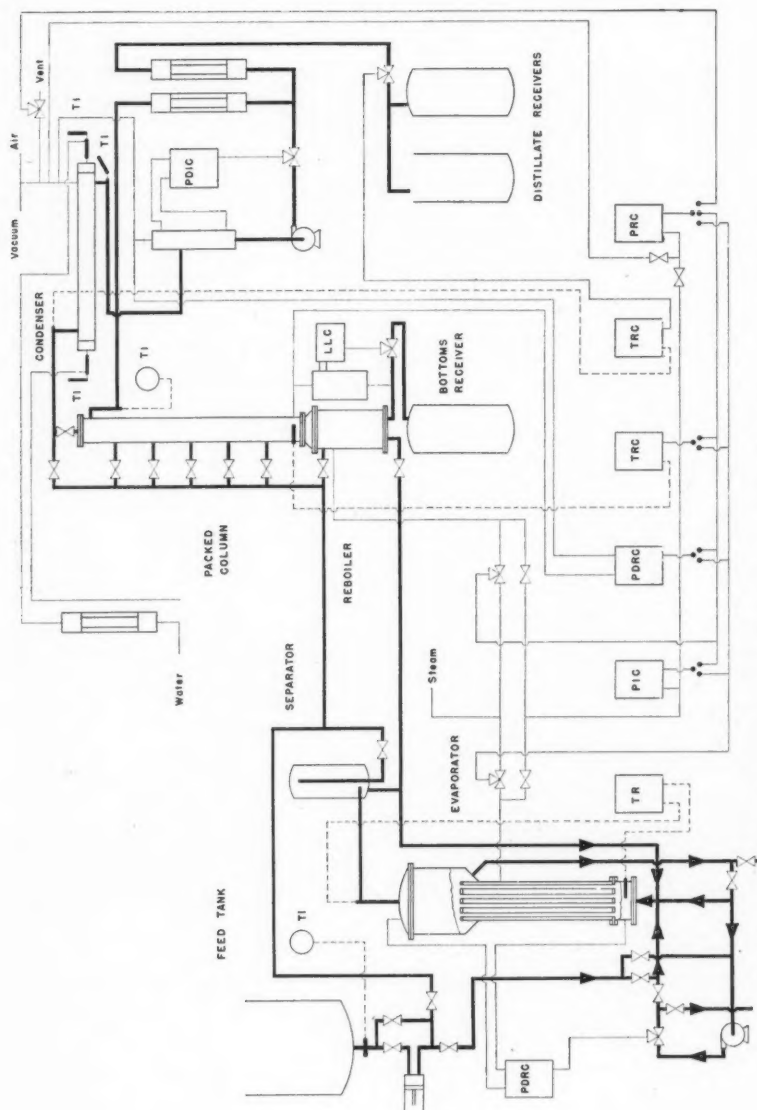 Vacuum
Air
Vent
TI
TI
CONDENSER
TI
PDIC
TI
DISTILLATE RECEIVERS
LLC
BOTTOMS
RECEIVER
PACKED
COLUMN
REBOILER
Water
SEPARATOR
Steam
EVAPORATOR
FEED TANK
TI
PRC
TRC
TRC
PDRC
PIC
TR
PDRC